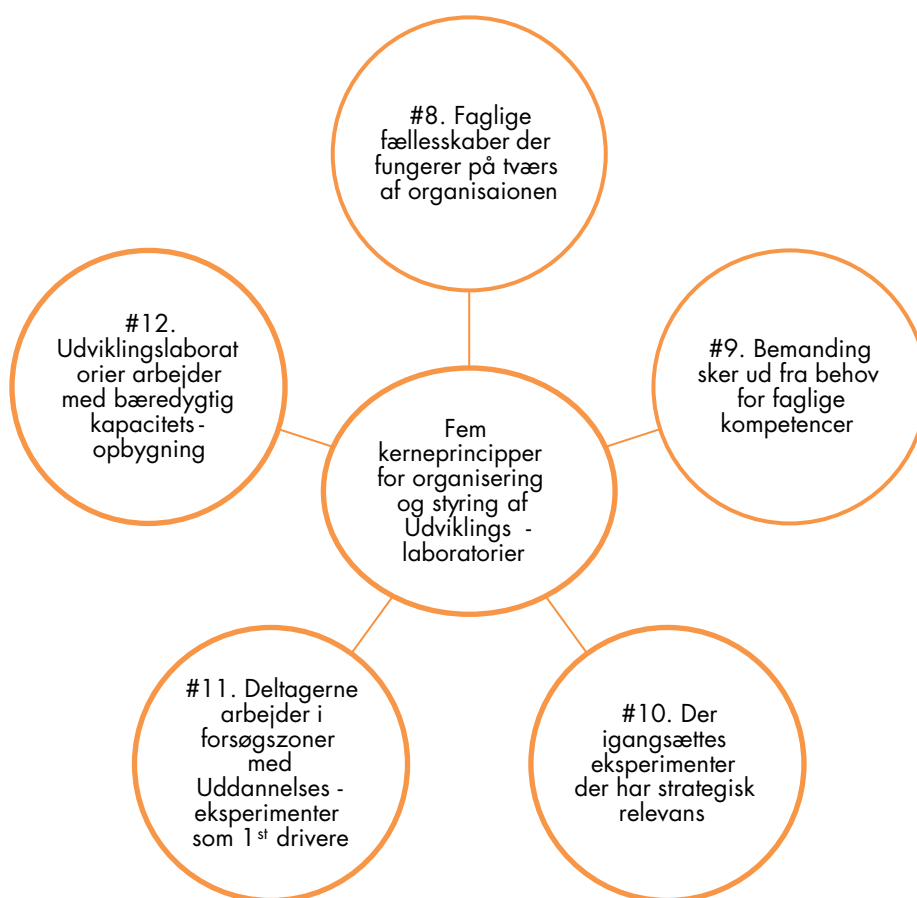 #8. Faglige
fællesskaber der
fungerer på tværs
af organisaionen
#12.
Udviklingslaborat
orier arbejder
med bæredygtig
kapacitets-
opbygning
#9. Bemanding
sker ud fra behov
for faglige
kompetencer
Fem
kerneprincipper
for organisering
og styring af
Udviklings -
laboratorier
#11. Deltagerne
arbejder i
forsøgszoner
med
Uddannelses -
eksperimenter
som 1st drivere
#10. Der
igangsættes
eksperimenter
der har strategisk
relevans